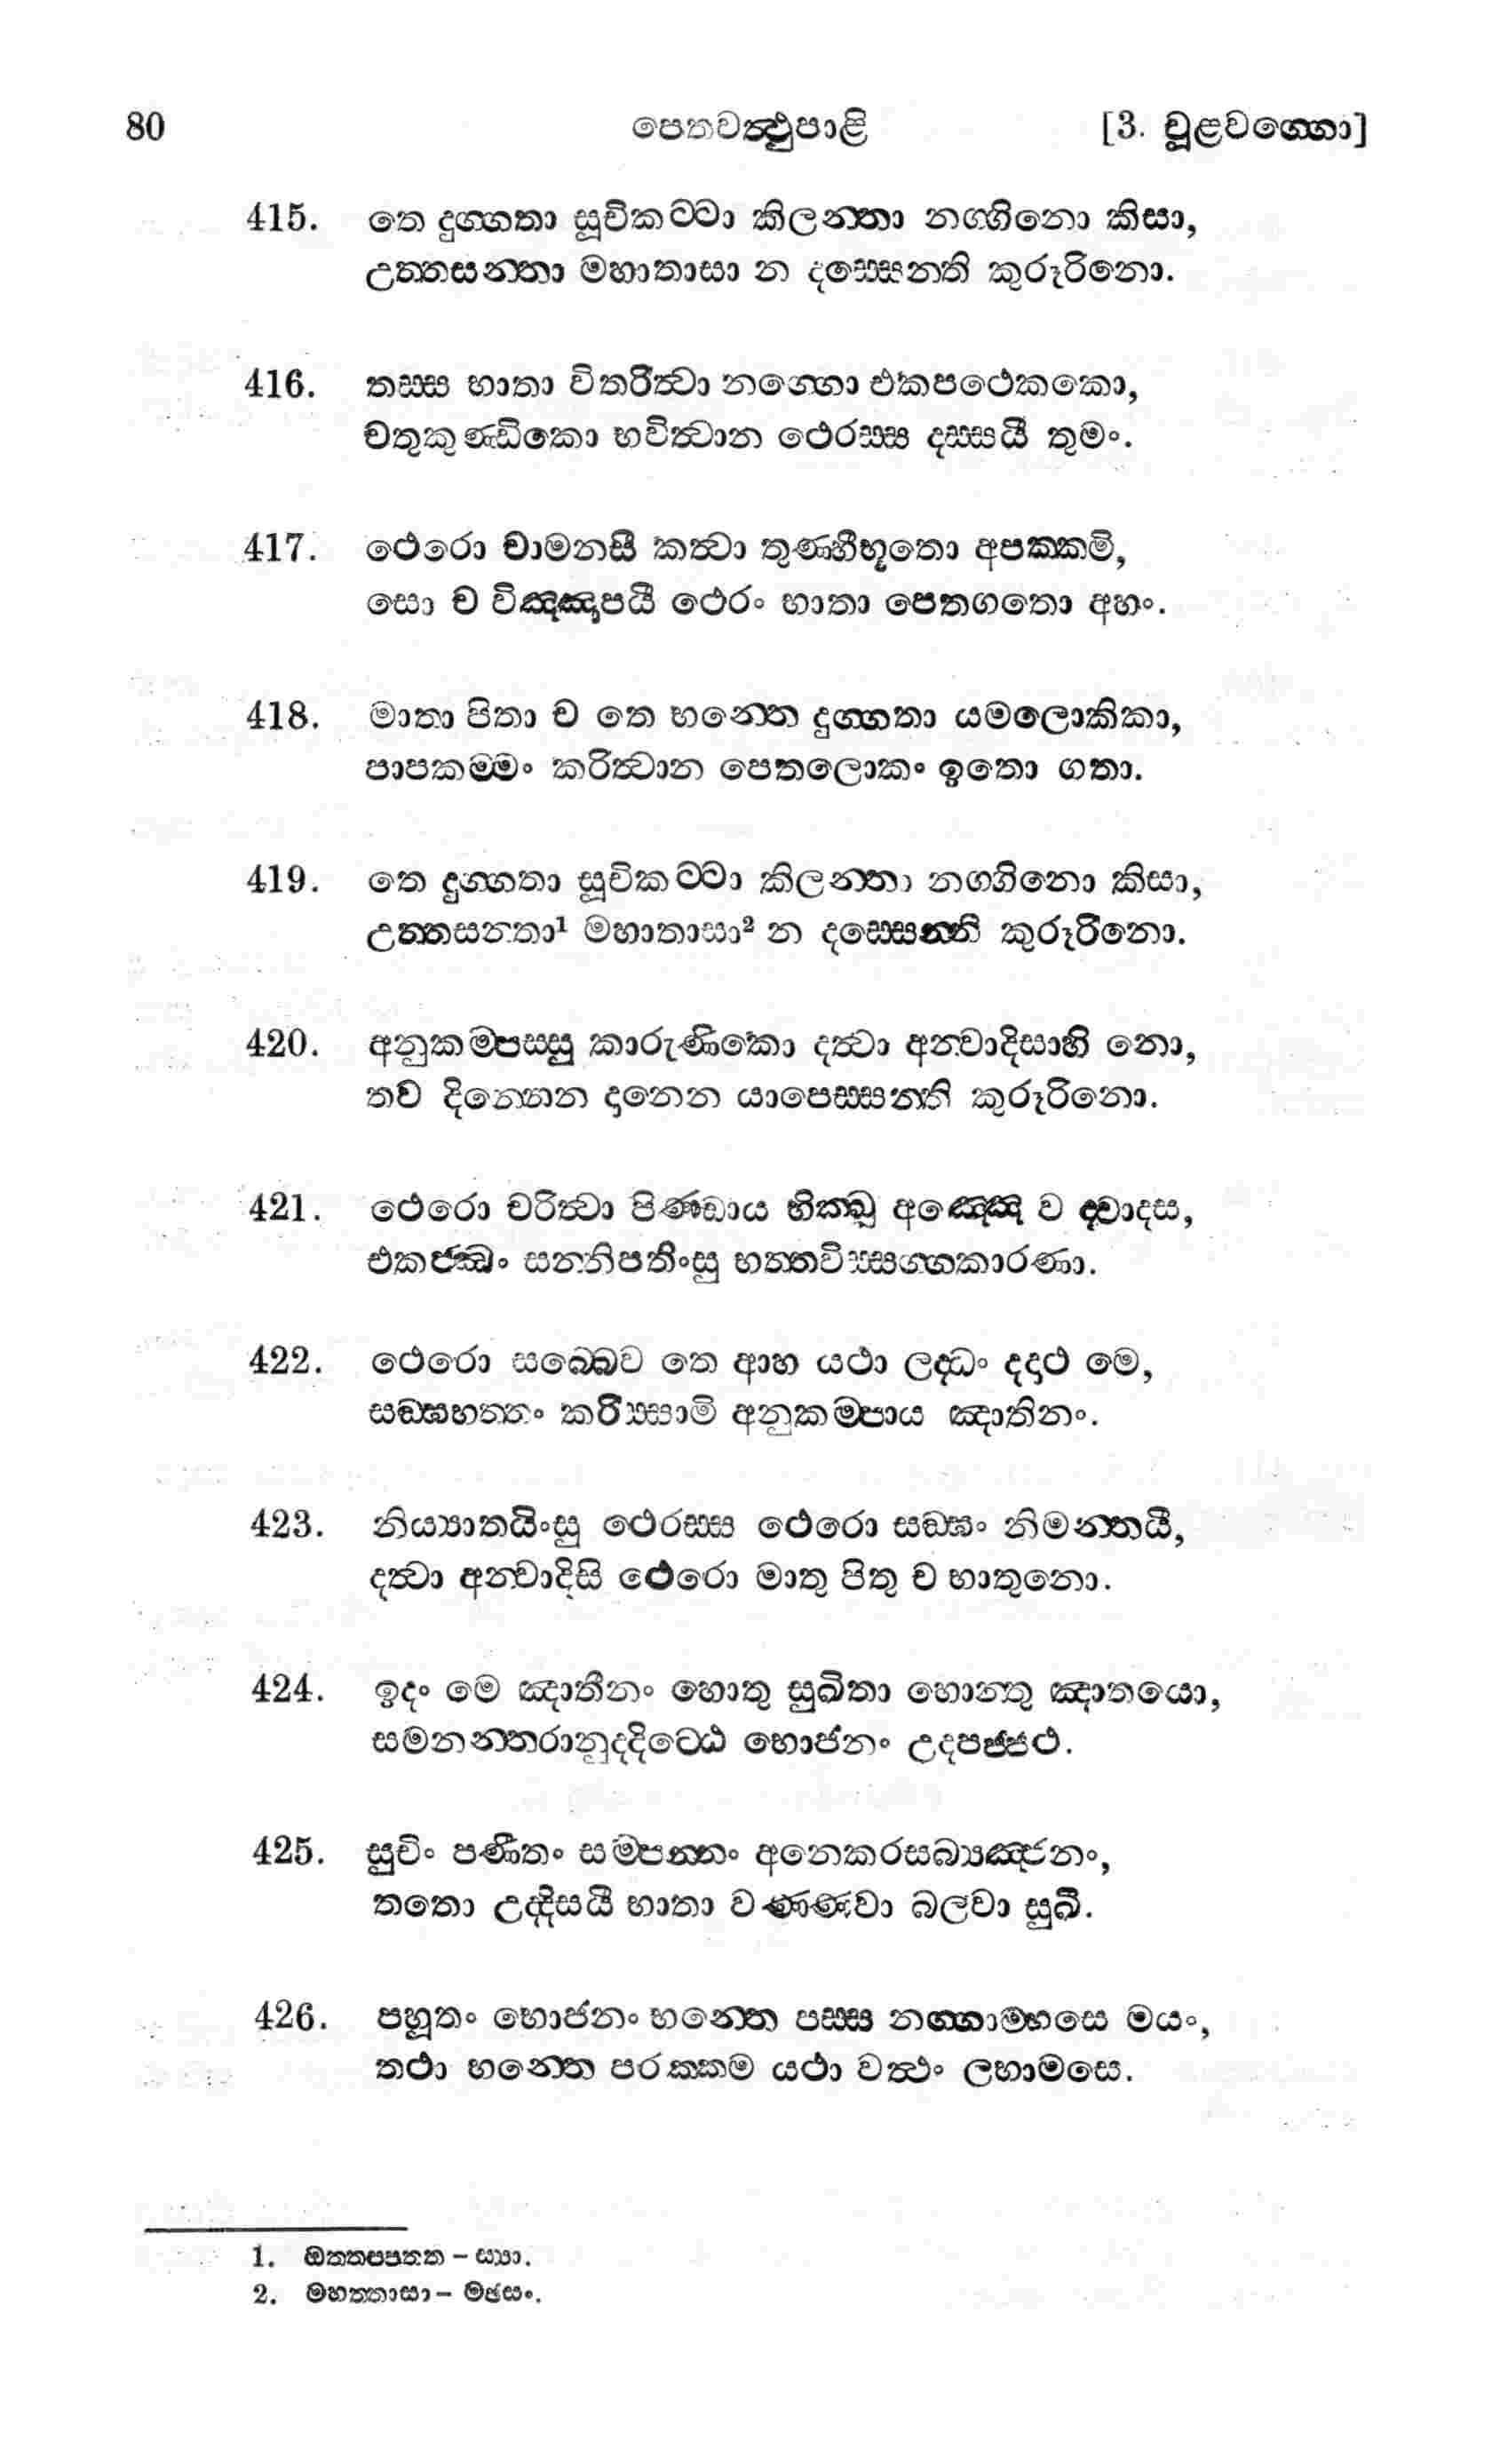 80 පෙතවත්‍ථුපාළි [3. චූළවග‍්ගො]
415. තෙ දුග‍්ගතා සූචිකට‍්ටා කිලන‍්තා නග‍්ගිනො කිසා,
උත‍්තසන‍්තා මහාතාසා න දස‍්සෙන‍්ති කුරූරිනො.
416. තස‍්ස භාතා විතරිත්‍වා නග‍්ගො එකපථෙකකො,
චතුකුණ‍්ඩිකො භවිත්‍වාන ථෙරස‍්ස දස‍්සයී තුමං.
417. ථෙරො චාමනසී කත්‍වා තුණ‍්හීභූතො අපක‍්කමි,
සො ච විඤ‍්ඤාපයී ථෙරං භාතා පෙතගතො අහං.
418. මාතා පිතා ච තෙ භන‍්තෙ දුග‍්ගතා යමලොකිකා,
පාපකම‍්මං කරිත්‍වාන පෙතලොකං ඉතො ගතා.
419. තෙ දුග‍්ගතා සූචිකට‍්ටා කිලන‍්තා නග‍්ගිනො කිසා,
උත‍්තසන‍්තා¹ මහාතාසා² න දස‍්සෙන‍්ති කුරූරිනො.
420. අනුකම‍්පස‍්සු කාරුණිකො දත්‍වා අන්‍වාදිසාහි නො,
තව දින‍්නෙන දානෙන යාපෙස‍්සන‍්ති කුරූරිනො.
421. ථෙරො චරිත්‍වා පිණ‍්ඩාය භික‍්ඛූ අඤ‍්ඤෙ ව ද්‍වාදස,
එකජ‍්ඣං සන‍්නිපතිංසු භත‍්තවිස‍්සග‍්ගකාරණා.
422. ථෙරො සබ‍්බෙව තෙ ආහ යථා ලද‍්ධං දදාථ මෙ,
සඞ‍්ඝභත‍්තං කරිස‍්සාමි අනුකම‍්පාය ඤාතිනං.
423. නිය්‍යාතයිංසු ථෙරස‍්ස ථෙරො සඞ‍්ඝං නිමන‍්තයී,
දත්‍වා අන්‍වාදිසි ථෙරො මාතු පිතු ච භාතුනො.
424. ඉදං මෙ ඤාතීනං හොතු සුඛිතා හොන‍්තු ඤාතයො,
සමනන‍්තරානුද‍්දිට‍්ඨෙ භොජනං උදපජ‍්ජථ.
425. සුචිං පණීතං සම‍්පන‍්නං අනෙකරසබ්‍යඤ‍්ජනං,
තතො උද‍්දිසයී භාතා වණ‍්ණවා බලවා සුඛී.
426. පහූතං භොජනං භන‍්තෙ පස‍්ස නග‍්ගාම‍්හසෙ මයං,
තථා භන‍්තෙ පරක‍්කම යථා වත්‍ථං ලභාමසෙ.
1. ඔත‍්තප‍්පත‍්ත – ස්‍යා.
2. මහත‍්තාසා – මඡසං.